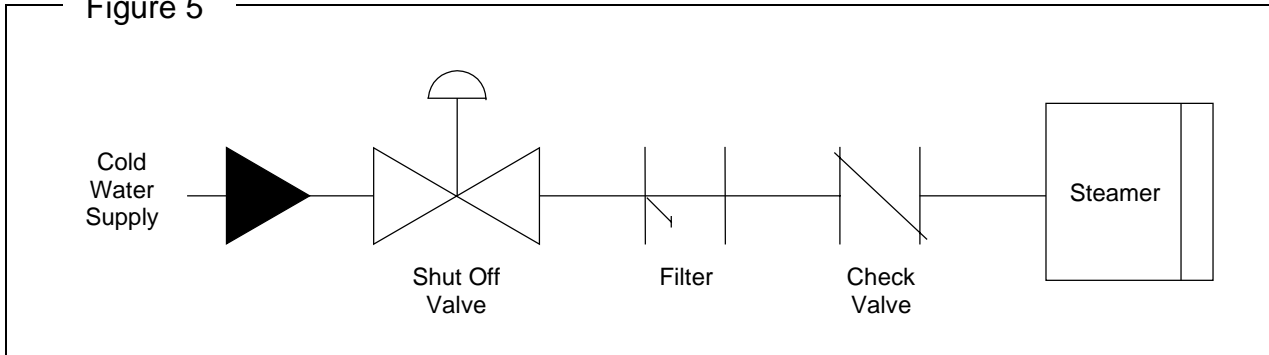 Figure 5
Cold
Water
Supply
Shut Off
Valve
Filter
Check
Valve
Steamer